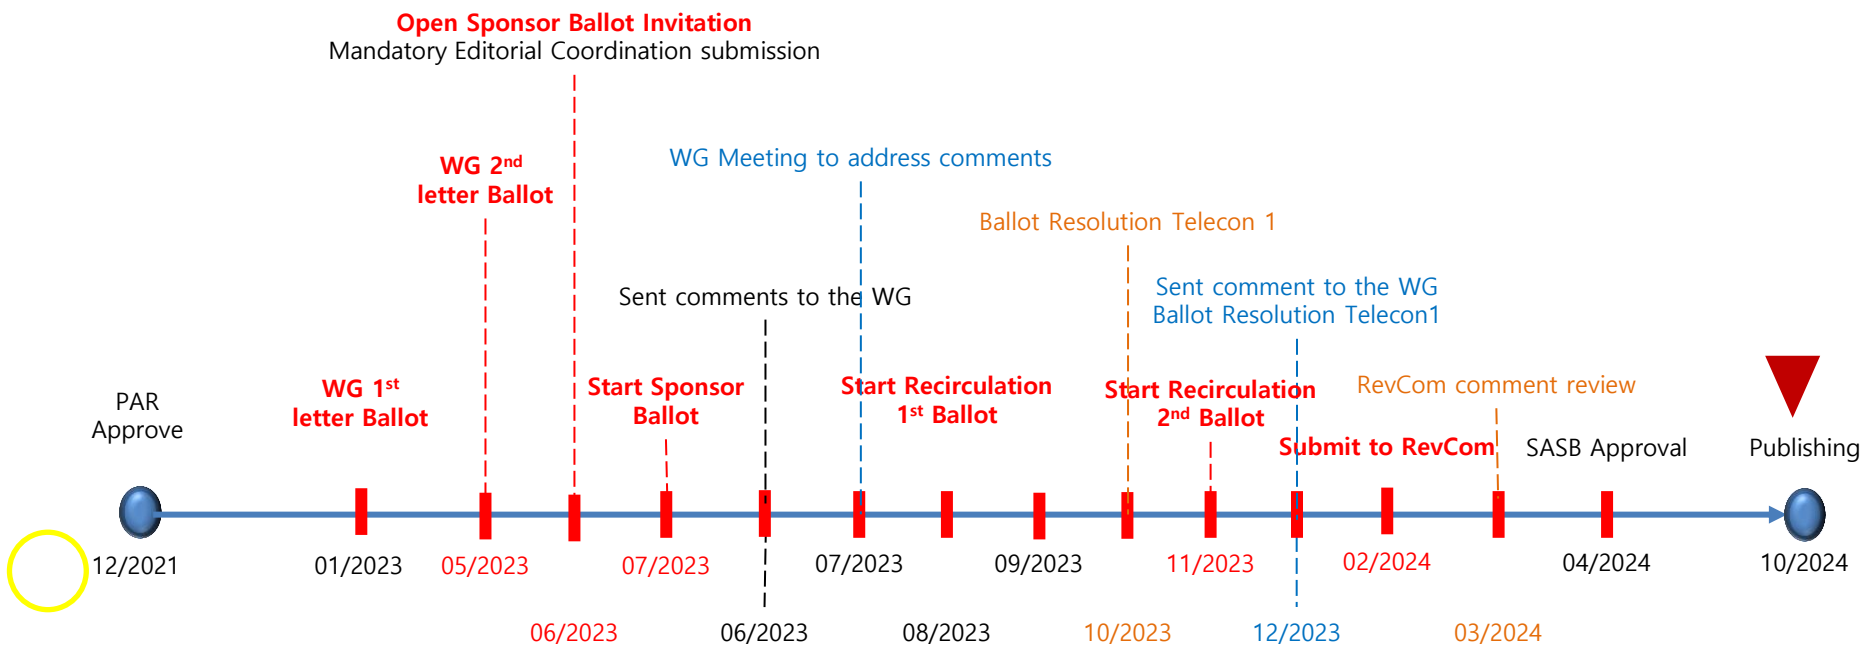 Open Sponsor Ballot Invitation
Mandatory Editorial Coordination submission
WG 2nd
letter Ballot
WG Meeting to address comments
Ballot Resolution Telecon 1
Sent comments to the WG
Sent comment to the WG
Ballot Resolution Telecon1
PAR
Approve
WG 1st
letter Ballot
Start Sponsor
Ballot
Start Recirculation
1st Ballot
Start Recirculation
2nd Ballot
RevCom comment review
Submit to RevCom
SASB Approval
Publishing
12/2021
01/2023
05/2023
07/2023
07/2023
09/2023
11/2023
02/2024
04/2024
10/2024
06/2023
06/2023
08/2023
10/2023
12/2023
03/2024